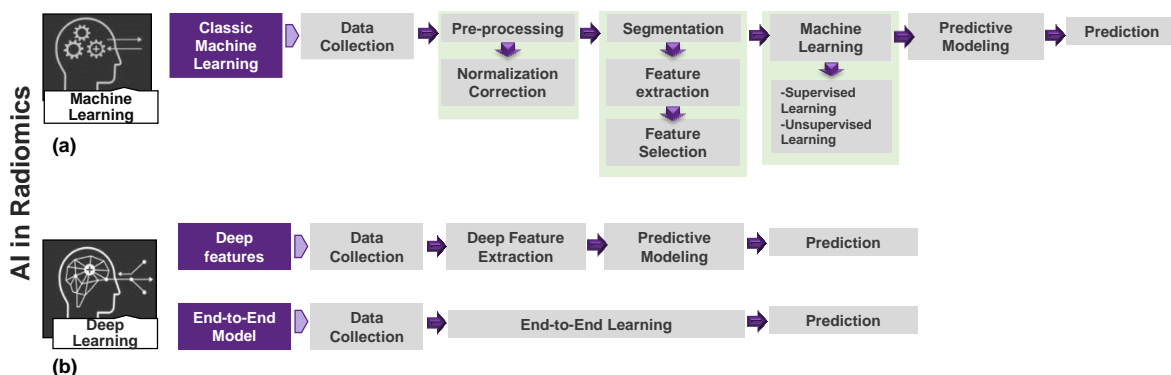 AI in Radiomics
Machine
Learning
(a)
Classic
Machine
Learning
Data
Collection
Pre-processing
Normalization
Correction
Segmentation
Feature
extraction
Feature
Selection
Machine
Learning
-Supervised
Learning
-Unsupervised
Learning
Predictive
Modeling
Prediction
Deep
Learning
(b)
Deep
features
Data
Collection
Deep Feature
Extraction
Predictive
Modeling
Prediction
End-to-End
Model
Data
Collection
End-to-End Learning
Prediction